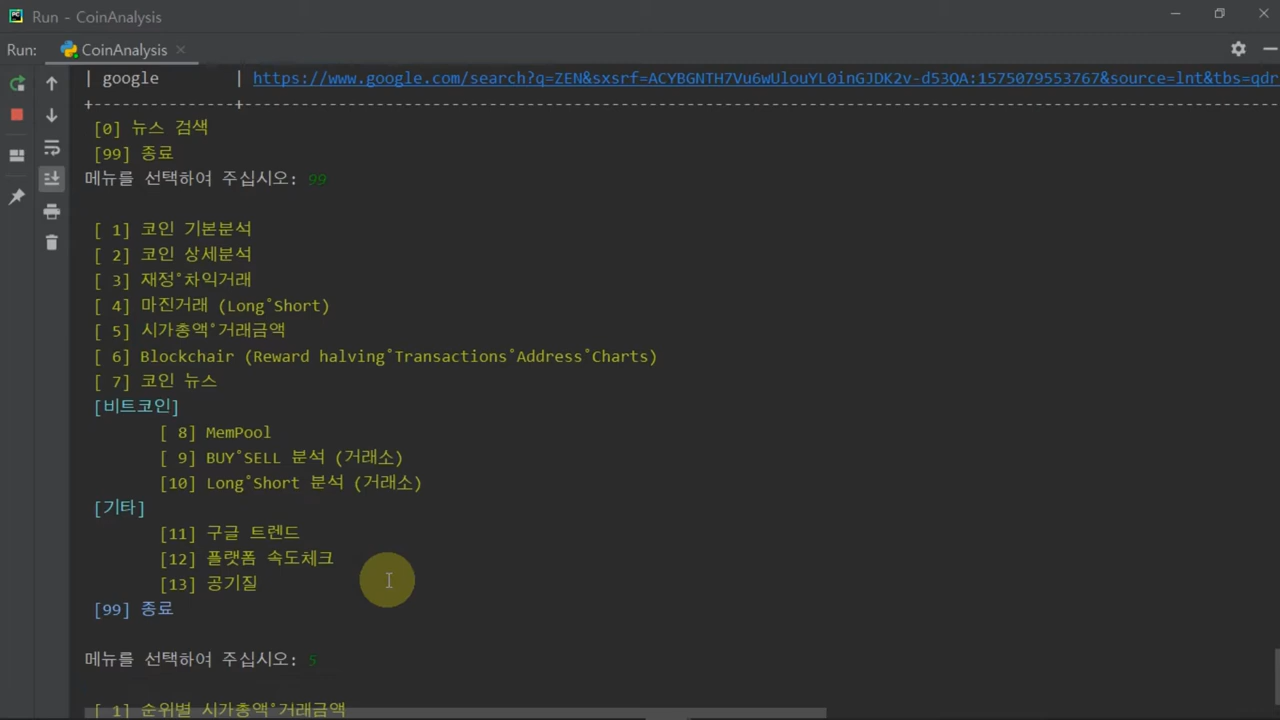 Run - CoinAnalysis
Run: CoinAnalysis
| google | https://www.google.com/search?q=ZEN&sxsrf=ACYBGNTH7Vu6wUlouYL0inGJDK2v-d53QA:1575079553767&source=lnt&tbs=qdr
[0] 뉴스 검색
[99] 종료
메뉴를 선택하여 주십시오: 99
[ 1] 코인 기본분석
[ 2] 코인 상세분석
[ 3] 재정˚차익거래
[ 4] 마진거래 (Long˚Short)
[ 5] 시가총액˚거래금액
[ 6] Blockchair (Reward halving˚Transactions˚Address˚Charts)
[ 7] 코인 뉴스
[비트코인]
[ 8] MemPool
[ 9] BUY˚SELL 분석 (거래소)
[10] Long˚Short 분석 (거래소)
[기타]
[11] 구글 트렌드
[12] 플랫폼 속도체크
[13] 공기질
[99] 종료
메뉴를 선택하여 주십시오: 5
[ 1] 순위별 시가총액˚거래금액